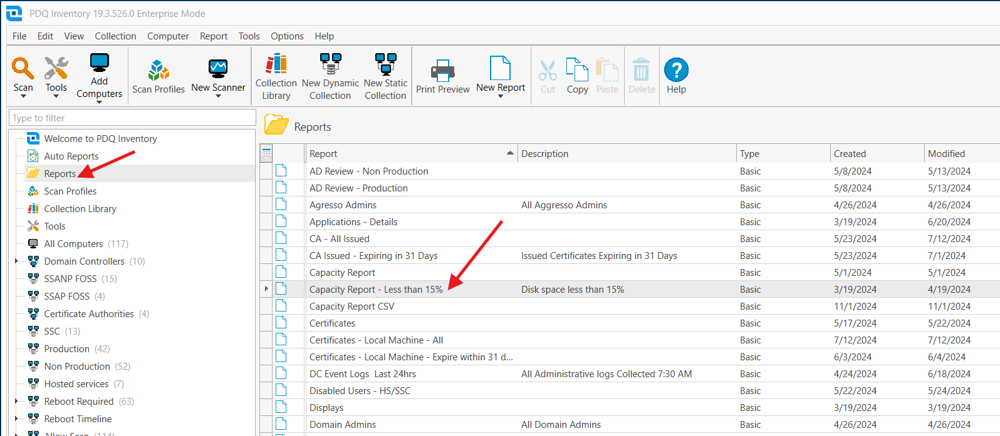 PDQ Inventory 19.3.526.0 Enterprise Mode
File Edit View Collection Computer Report Tools Options Help
Scan
Tools
Add Computers
Scan Profiles
New Scanner
Collection Library
New Dynamic Collection
New Static Collection
Print Preview
New Report
Cut
Copy
Paste
Delete
Help
Type to filter
Welcome to PDQ Inventory
Auto Reports
Reports
Scan Profiles
Collection Library
Tools
All Computers (117)
Domain Controllers (10)
SSANP FOSS (15)
SSAP FOSS (4)
Certificate Authorities (4)
SSC (13)
Production (42)
Non Production (52)
Hosted services (7)
Reboot Required (63)
Reboot Timeline
Allow Scan (114)
Reports
Report Description Type Created Modified
AD Review - Non Production Basic 5/8/2024 5/13/2024
AD Review - Production Basic 5/8/2024 5/13/2024
Agresso Admins All Aggresso Admins Basic 4/26/2024 4/26/2024
Applications - Details Basic 3/19/2024 6/20/2024
CA - All Issued Basic 5/23/2024 7/12/2024
CA Issued - Expiring in 31 Days Issued Certificates Expiring in 31 Days Basic 5/23/2024 7/1/2024
Capacity Report Basic 5/1/2024 5/1/2024
Capacity Report - Less than 15% Disk space less than 15% Basic 3/19/2024 4/19/2024
Capacity Report CSV Basic 11/1/2024 11/1/2024
Certificates Basic 5/17/2024 5/22/2024
Certificates - Local Machine - All Basic 7/12/2024 7/12/2024
Certificates - Local Machine - Expire within 31 d... Basic 6/3/2024 6/4/2024
DC Event Logs Last 24hrs All Administrative logs Collected 7:30 AM Basic 4/24/2024 6/18/2024
Disabled Users - HS/SSC Basic 5/22/2024 5/24/2024
Displays Basic 3/19/2024 3/19/2024
Domain Admins All Domain Admins Basic 4/26/2024 4/26/2024